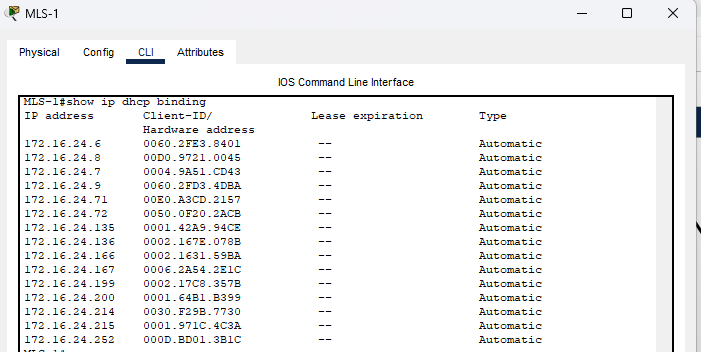 MLS-1
Physical Config CLI Attributes
IOS Command Line Interface
MLS-1#show ip dhcp binding
IP address Client-ID/ Lease expiration Type
Hardware address
172.16.24.6 0060.2FE3.8401 -- Automatic
172.16.24.8 00D0.9721.0045 -- Automatic
172.16.24.7 0004.9A51.CD43 -- Automatic
172.16.24.9 0060.2FD3.4DBA -- Automatic
172.16.24.71 00E0.A3CD.2157 -- Automatic
172.16.24.72 0050.0F20.2ACB -- Automatic
172.16.24.135 0001.42A9.94CE -- Automatic
172.16.24.136 0002.167E.078B -- Automatic
172.16.24.166 0002.1631.59BA -- Automatic
172.16.24.167 0006.2A54.2E1C -- Automatic
172.16.24.199 0002.17C8.357B -- Automatic
172.16.24.200 0001.64B1.B399 -- Automatic
172.16.24.214 0030.F29B.7730 -- Automatic
172.16.24.215 0001.971C.4C3A -- Automatic
172.16.24.252 000D.BD01.3B1C -- Automatic
MLS-1#